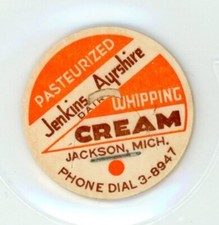 PASTEURIZED
Jenkins Ayrshire
DAIRY
WHIPPING
CREAM
JACKSON, MICH.
PHONE DIAL 3-8947